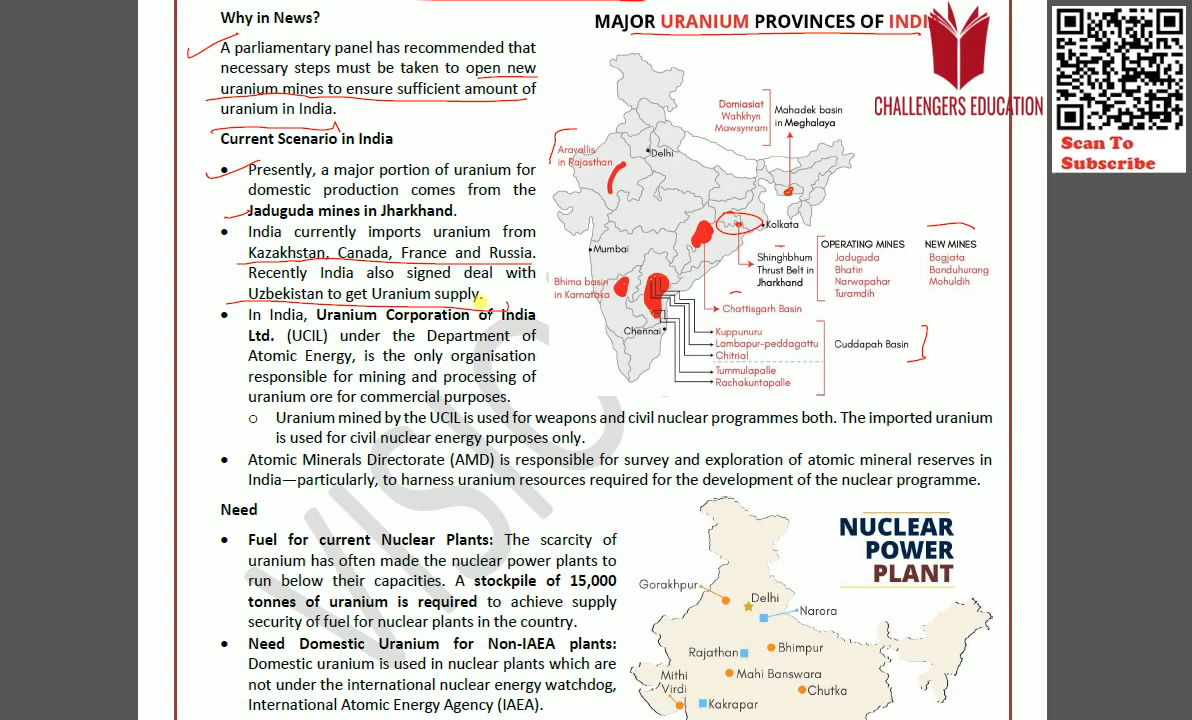 Why in News?
A parliamentary panel has recommended that
necessary steps must be taken to open new
uranium mines to ensure sufficient amount of
uranium in India.
Current Scenario in India
• Presently, a major portion of uranium for
domestic production comes from the
Jaduguda mines in Jharkhand.
• India currently imports uranium from
Kazakhstan, Canada, France and Russia.
Recently India also signed deal with
Uzbekistan to get Uranium supply.
• In India, Uranium Corporation of India
Ltd. (UCIL) under the Department of
Atomic Energy, is the only organisation
responsible for mining and processing of
uranium ore for commercial purposes.
o Uranium mined by the UCIL is used for weapons and civil nuclear programmes both. The imported uranium
is used for civil nuclear energy purposes only.
• Atomic Minerals Directorate (AMD) is responsible for survey and exploration of atomic mineral reserves in
India—particularly, to harness uranium resources required for the development of the nuclear programme.
Need
• Fuel for current Nuclear Plants: The scarcity of
uranium has often made the nuclear power plants to
run below their capacities. A stockpile of 15,000
tonnes of uranium is required to achieve supply
security of fuel for nuclear plants in the country.
• Need Domestic Uranium for Non-IAEA plants:
Domestic uranium is used in nuclear plants which are
not under the international nuclear energy watchdog,
International Atomic Energy Agency (IAEA).
MAJOR URANIUM PROVINCES OF INDI
Domiasiat
Wahkhyn
Mawsynram
Mahadek basin
in Meghalaya
Arayallis
in Rajasthan
Delhi
Kolkata
Mumbai
Shinghbhum
Thrust Belt in
Jharkhand
OPERATING MINES
Jaduguda
Bhatin
Narwapahar
Turamdih
NEW MINES
Bagjata
Banduhurang
Mohuldih
Bhima basin
in Karnataka
Chattisgarh Basin
Chennai
Kuppunuru
Lambapur-peddagattu
Chitrial
Tummulapalle
Rachakuntapalle
Cuddapah Basin
NUCLEAR
POWER
PLANT
Gorakhpur
Delhi
Narora
Rajasthan
Bhimpur
Mithi
Virdi
Mahi Banswara
Chutka
Kakrapar
CHALLENGERS EDUCATION
Scan To
Subscribe
VISIC